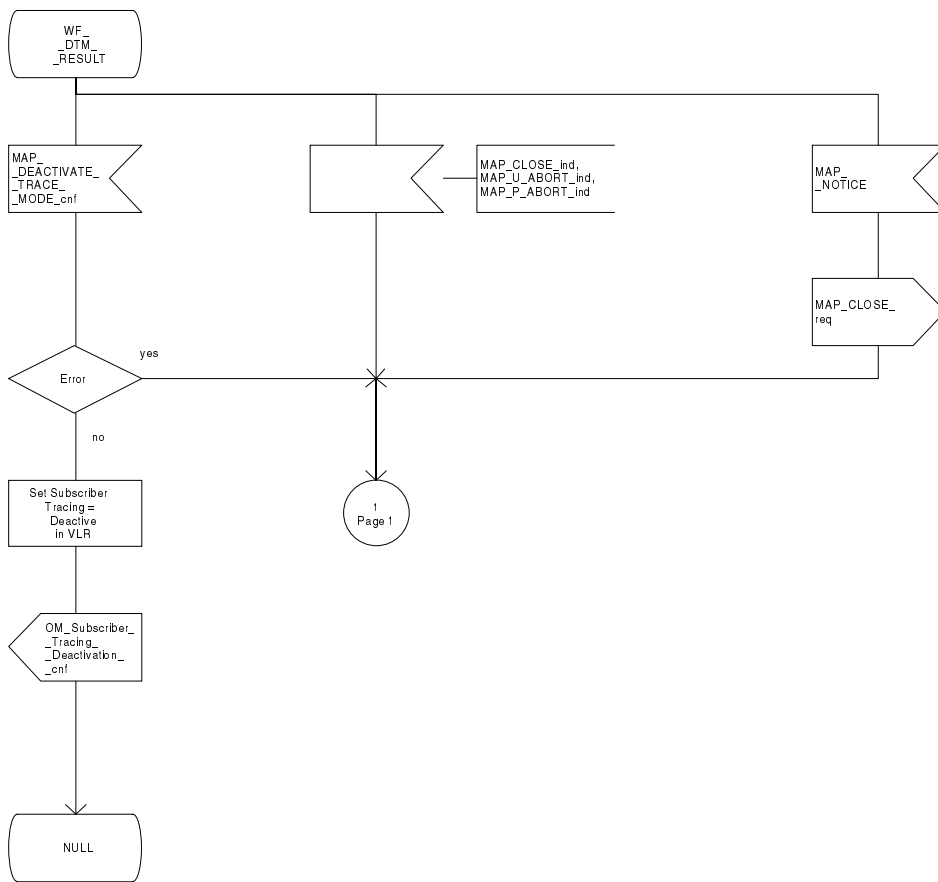 WF_
_DTM_
_RESULT
MAP_
_DEACTIVATE_
_TRACE_
_MODE_cnf
MAP_CLOSE_ind,
MAP_U_ABORT_ind,
MAP_P_ABORT_ind
MAP_
_NOTICE
MAP_CLOSE_
req
yes
Error
no
Set Subscriber
Tracing =
Deactive
in VLR
1
Page 1
OM_Subscriber_
_Tracing_
_Deactivation_
_cnf
NULL